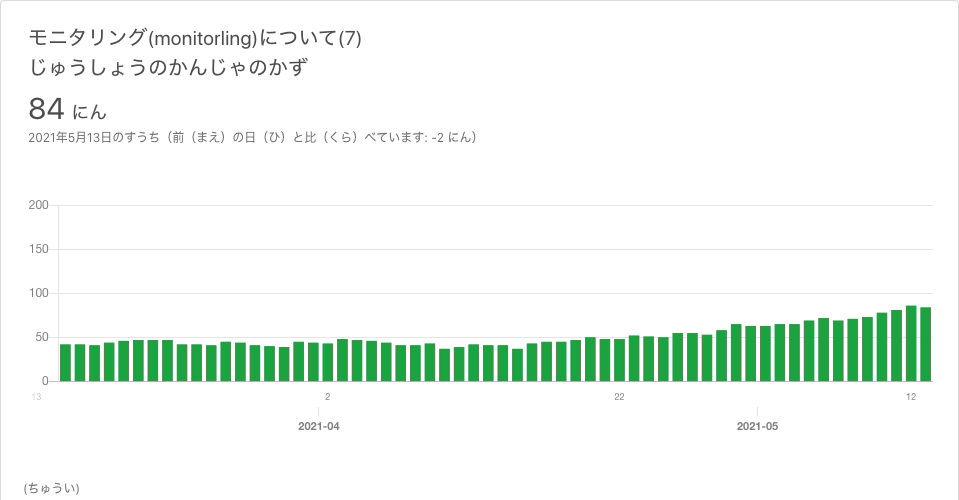 モニタリング(monitorling)について(7)
じゅうしょうのかんじゃのかず
84 にん
2021年5月13日のすうち（前（まえ）の日（ひ）と比（くら）べています: -2 にん）
200
150
100
50
0
13 2 22 12
2021-04 2021-05
(ちゅうい)